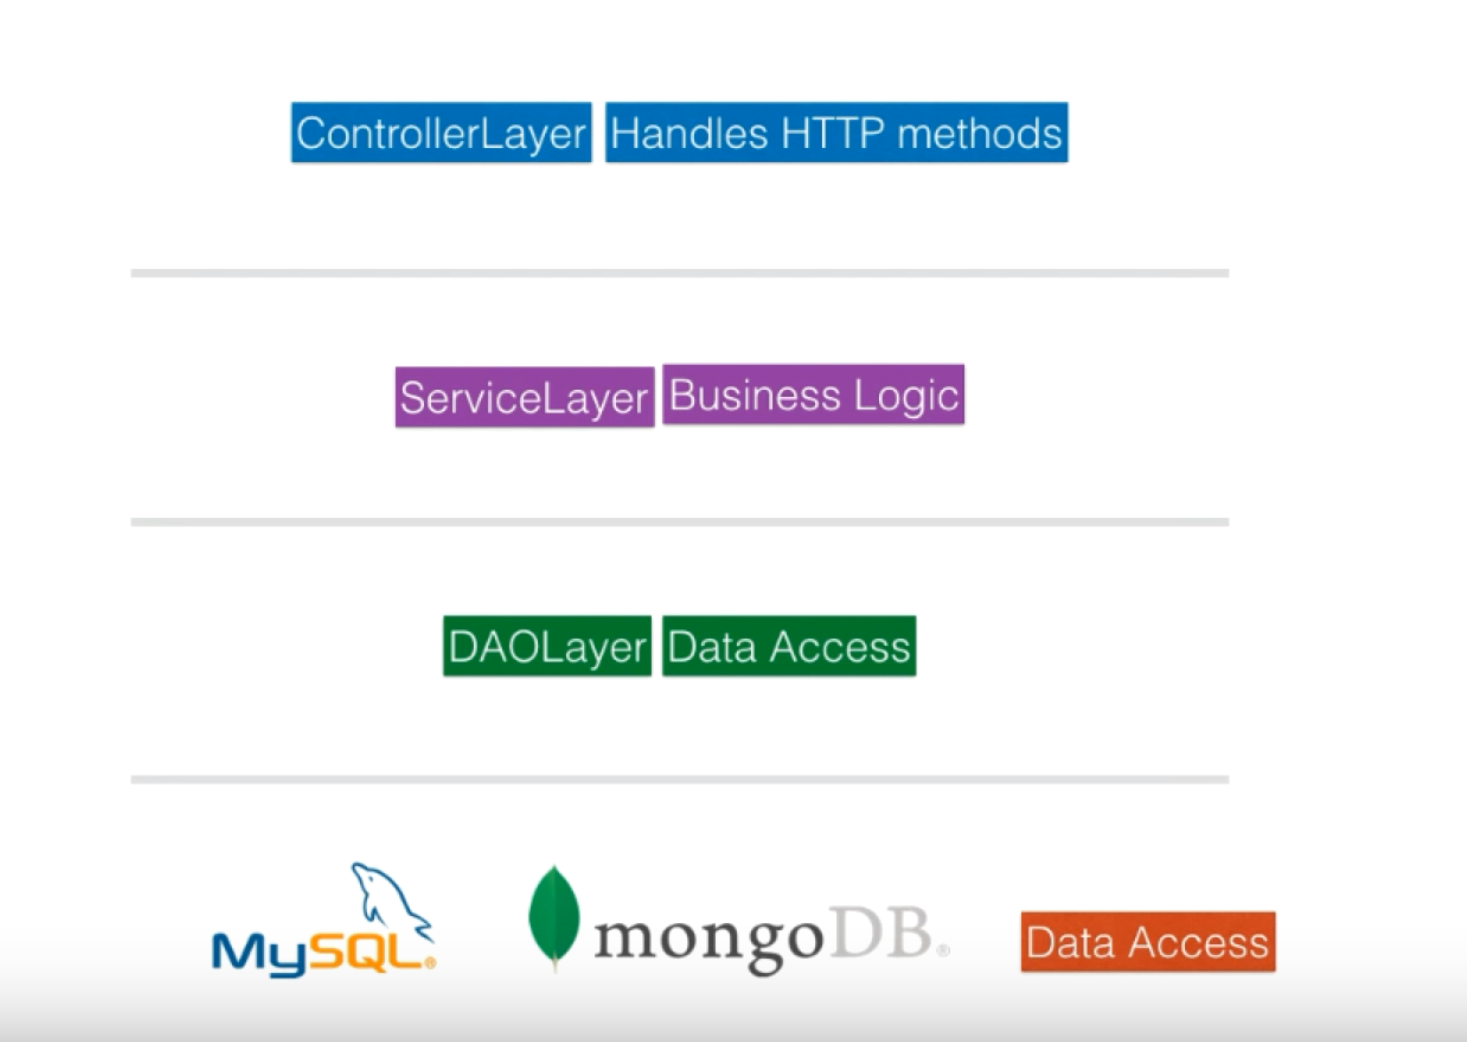 ControllerLayer Handles HTTP methods
ServiceLayer Business Logic
DAOLayer Data Access
MySQL® mongoDB® Data Access